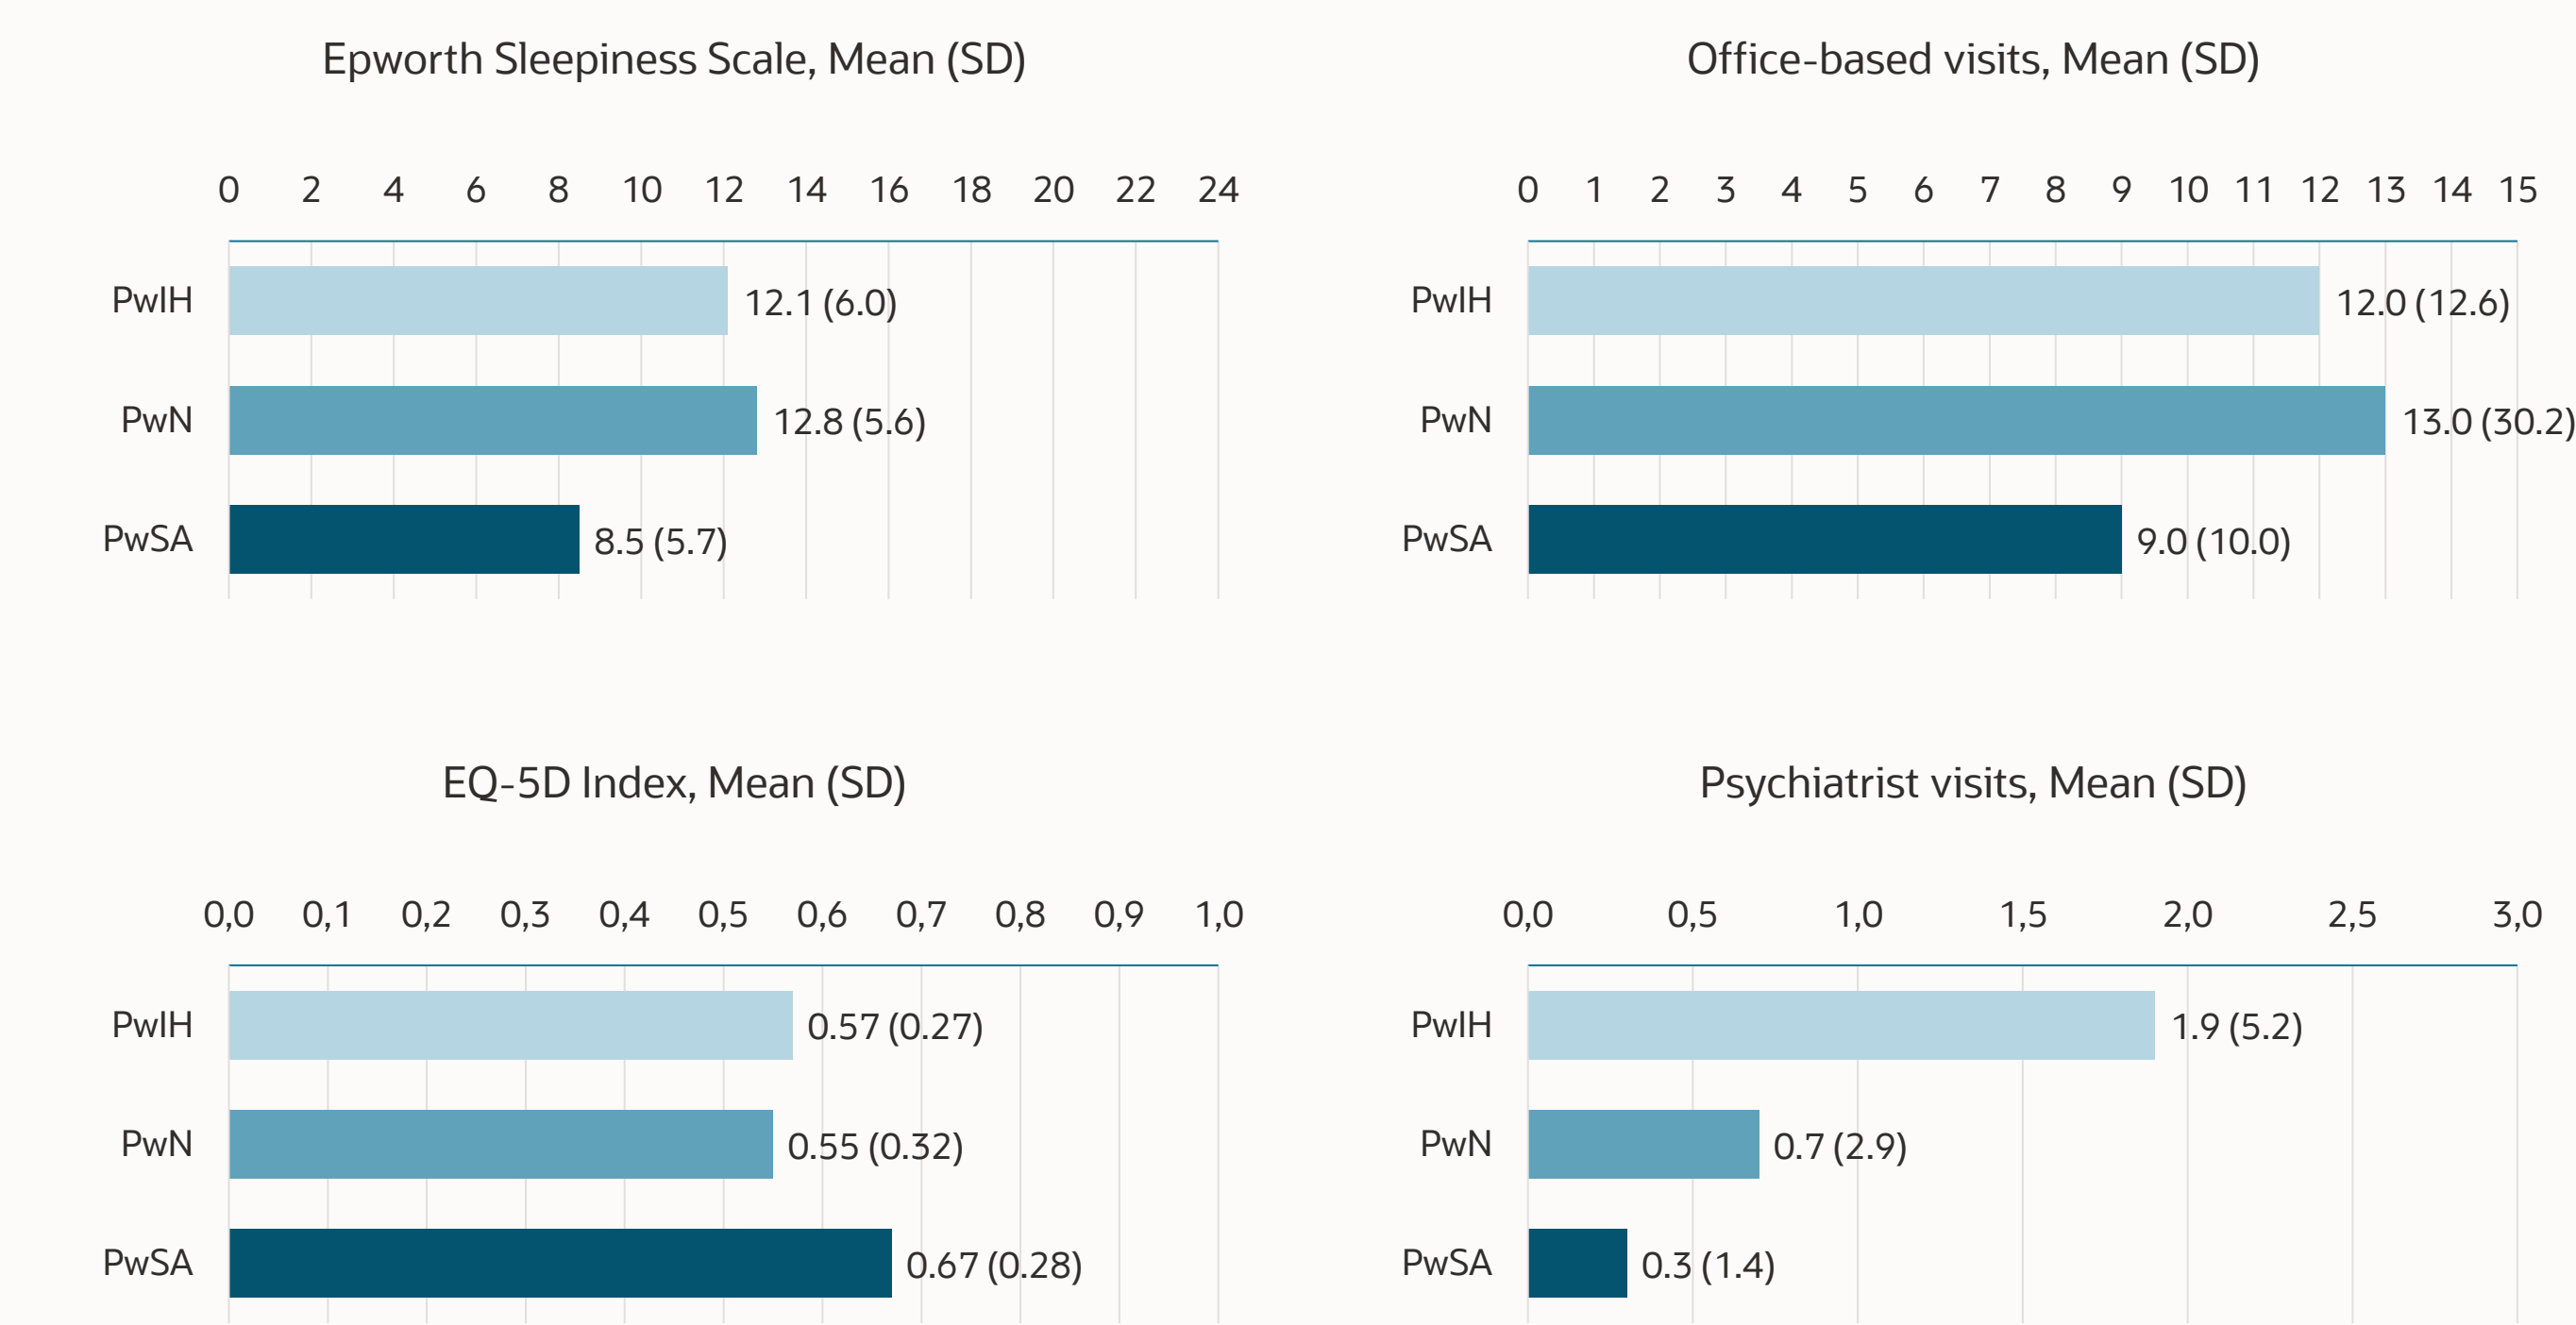 Epworth Sleepiness Scale, Mean (SD)
0 2 4 6 8 10 12 14 16 18 20 22 24
PwIH 12.1 (6.0)
PwN 12.8 (5.6)
PwSA 8.5 (5.7)
Office-based visits, Mean (SD)
0 1 2 3 4 5 6 7 8 9 10 11 12 13 14 15
PwIH 12.0 (12.6)
PwN 13.0 (30.2)
PwSA 9.0 (10.0)
EQ-5D Index, Mean (SD)
0,0 0,1 0,2 0,3 0,4 0,5 0,6 0,7 0,8 0,9 1,0
PwIH 0.57 (0.27)
PwN 0.55 (0.32)
PwSA 0.67 (0.28)
Psychiatrist visits, Mean (SD)
0,0 0,5 1,0 1,5 2,0 2,5 3,0
PwIH 1.9 (5.2)
PwN 0.7 (2.9)
PwSA 0.3 (1.4)